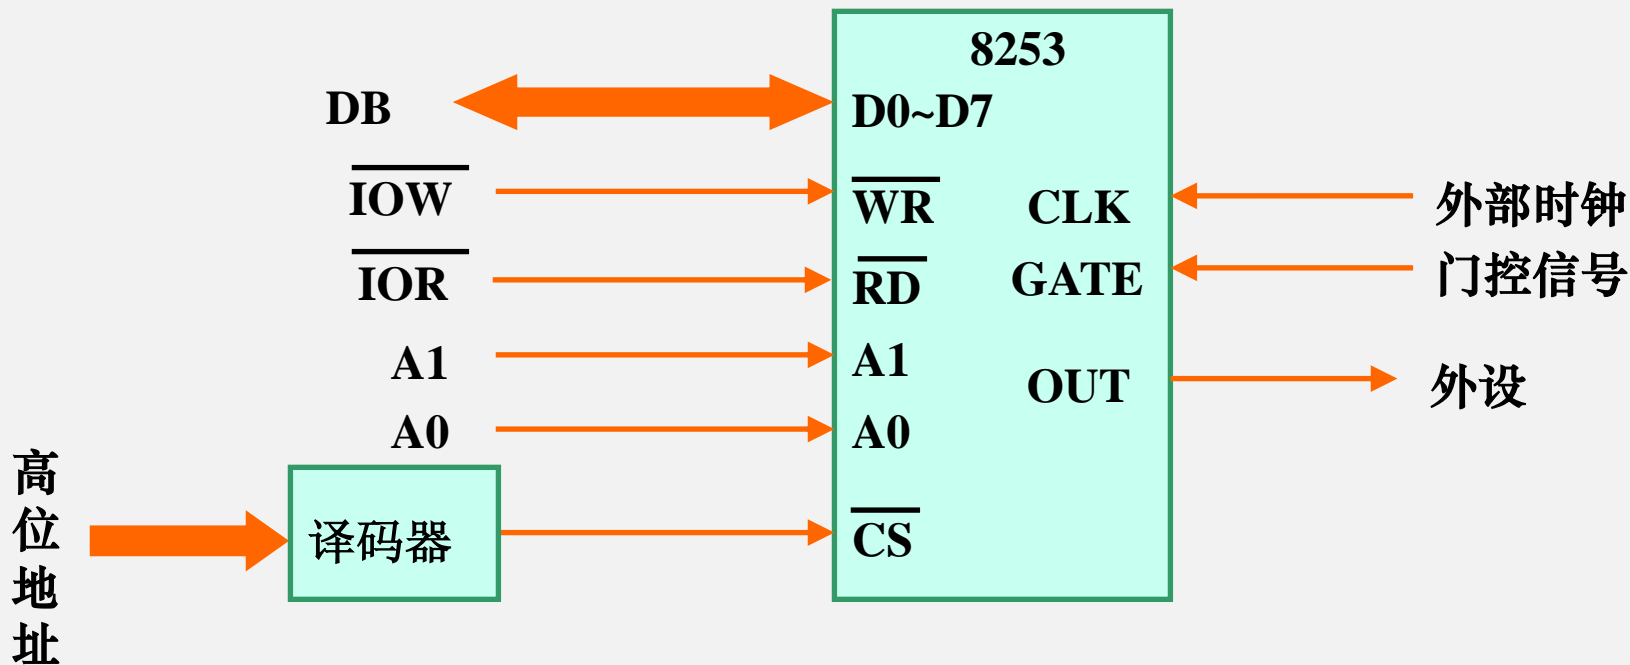 8253
DB
D0~D7
IOW
WR
CLK
外部时钟
IOR
RD
GATE
门控信号
A1
A1
OUT
外设
A0
A0
高位地址
译码器
CS